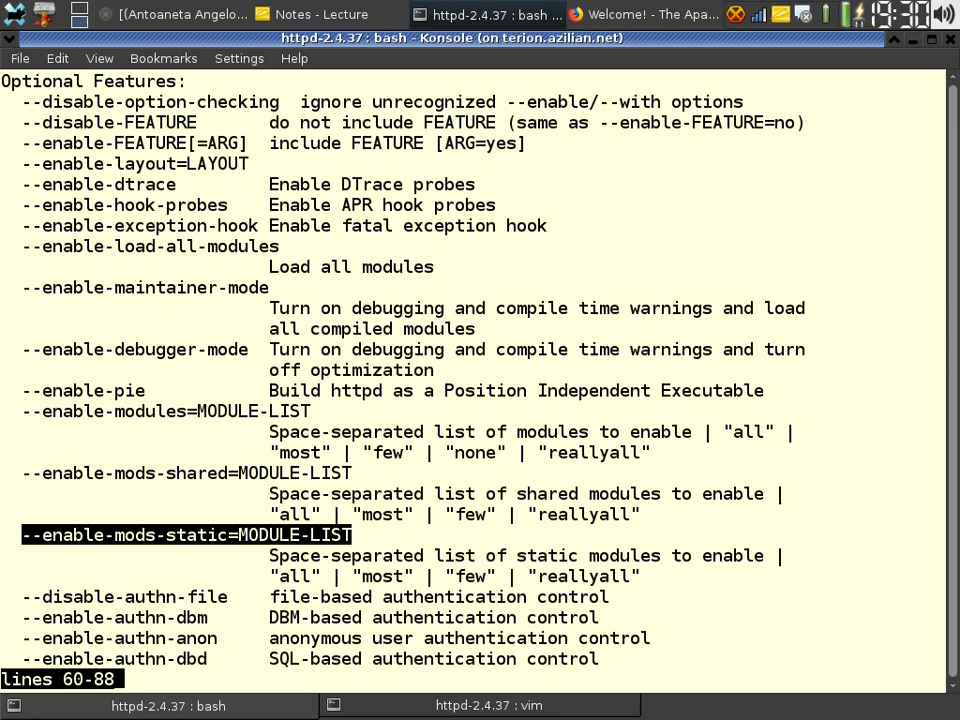 [(Antoaneta Angelo...
Notes - Lecture
httpd-2.4.37 : bash ...
Welcome! - The Apa...
19:30
httpd-2.4.37 : bash - Konsole (on terion.azilian.net)
File Edit View Bookmarks Settings Help
Optional Features:
  --disable-option-checking  ignore unrecognized --enable/--with options
  --disable-FEATURE       do not include FEATURE (same as --enable-FEATURE=no)
  --enable-FEATURE[=ARG]  include FEATURE [ARG=yes]
  --enable-layout=LAYOUT
  --enable-dtrace         Enable DTrace probes
  --enable-hook-probes    Enable APR hook probes
  --enable-exception-hook Enable fatal exception hook
  --enable-load-all-modules
                          Load all modules
  --enable-maintainer-mode
                          Turn on debugging and compile time warnings and load
                          all compiled modules
  --enable-debugger-mode  Turn on debugging and compile time warnings and turn
                          off optimization
  --enable-pie            Build httpd as a Position Independent Executable
  --enable-modules=MODULE-LIST
                          Space-separated list of modules to enable | "all" |
                          "most" | "few" | "none" | "reallyall"
  --enable-mods-shared=MODULE-LIST
                          Space-separated list of shared modules to enable |
                          "all" | "most" | "few" | "reallyall"
  --enable-mods-static=MODULE-LIST
                          Space-separated list of static modules to enable |
                          "all" | "most" | "few" | "reallyall"
  --disable-authn-file    file-based authentication control
  --enable-authn-dbm      DBM-based authentication control
  --enable-authn-anon     anonymous user authentication control
  --enable-authn-dbd      SQL-based authentication control
lines 60-88
httpd-2.4.37 : bash
httpd-2.4.37 : vim